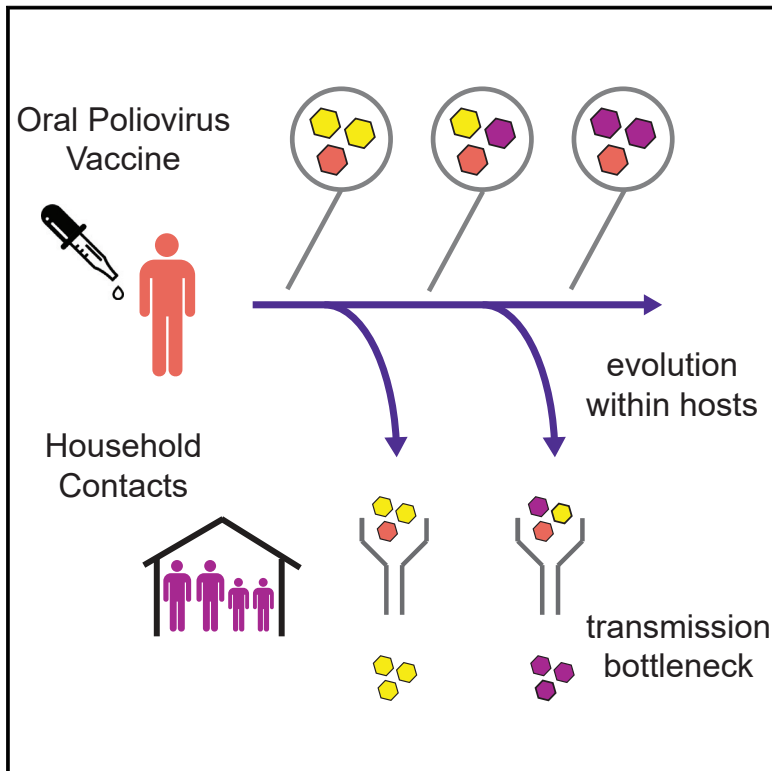 Oral Poliovirus
Vaccine
evolution
within hosts
Household
Contacts
transmission
bottleneck